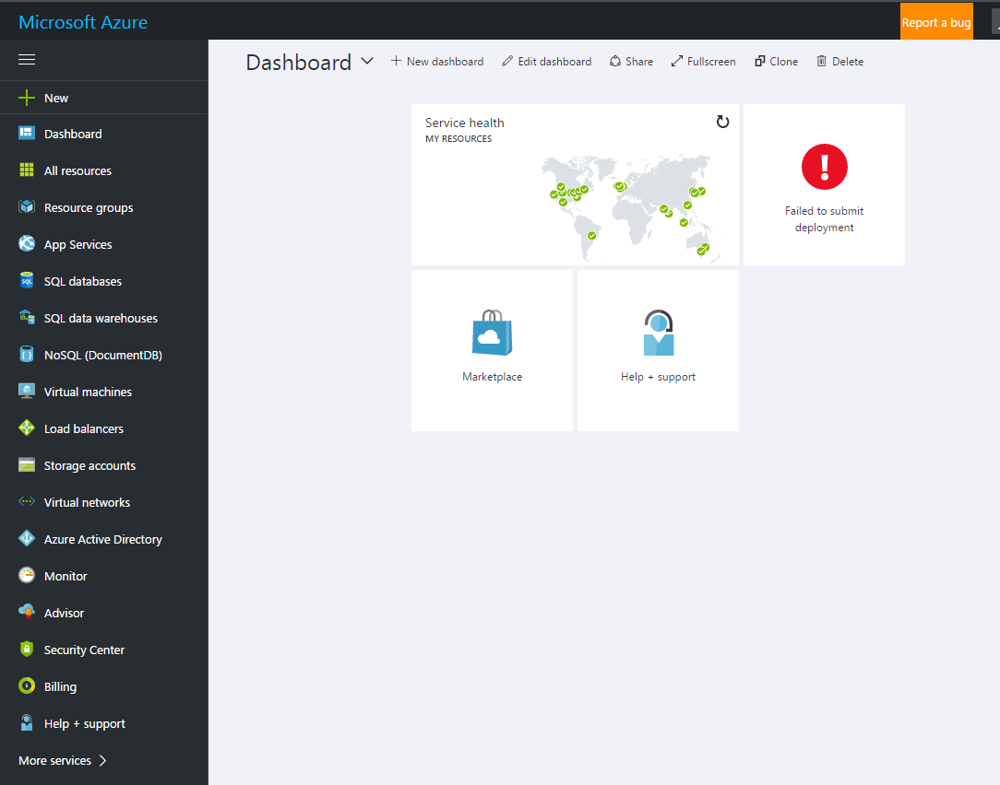 Microsoft Azure
Report a bug
New
Dashboard
All resources
Resource groups
App Services
SQL
SQL databases
SQL data warehouses
NoSQL (DocumentDB)
Virtual machines
Load balancers
Storage accounts
Virtual networks
Azure Active Directory
Monitor
Advisor
Security Center
Billing
Help + support
More services
Dashboard
New dashboard
Edit dashboard
Share
Fullscreen
Clone
Delete
Service health
MY RESOURCES
Failed to submit
deployment
Marketplace
Help + support